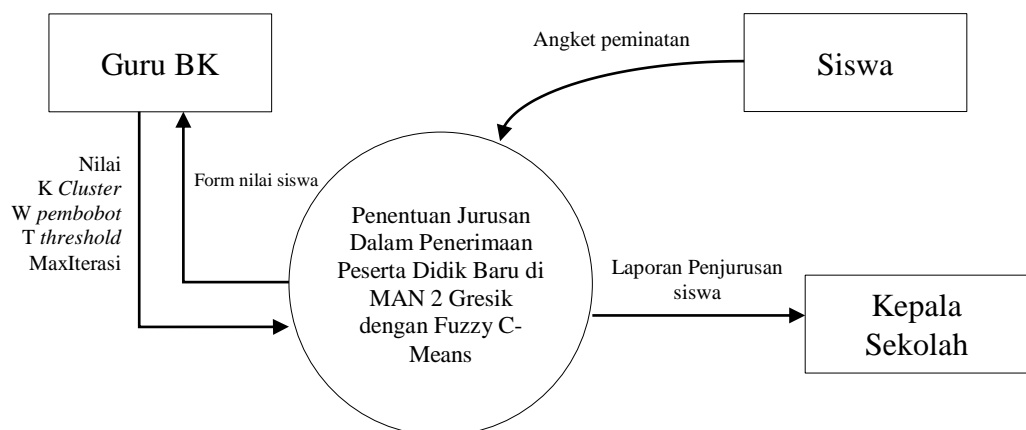 Guru BK
Angket peminatan
Siswa
Nilai
K Cluster
W pembobot
T threshold
MaxIterasi
Form nilai siswa
Penentuan Jurusan
Dalam Penerimaan
Peserta Didik Baru di
MAN 2 Gresik
dengan Fuzzy C-
Means
Laporan Penjurusan
siswa
Kepala
Sekolah